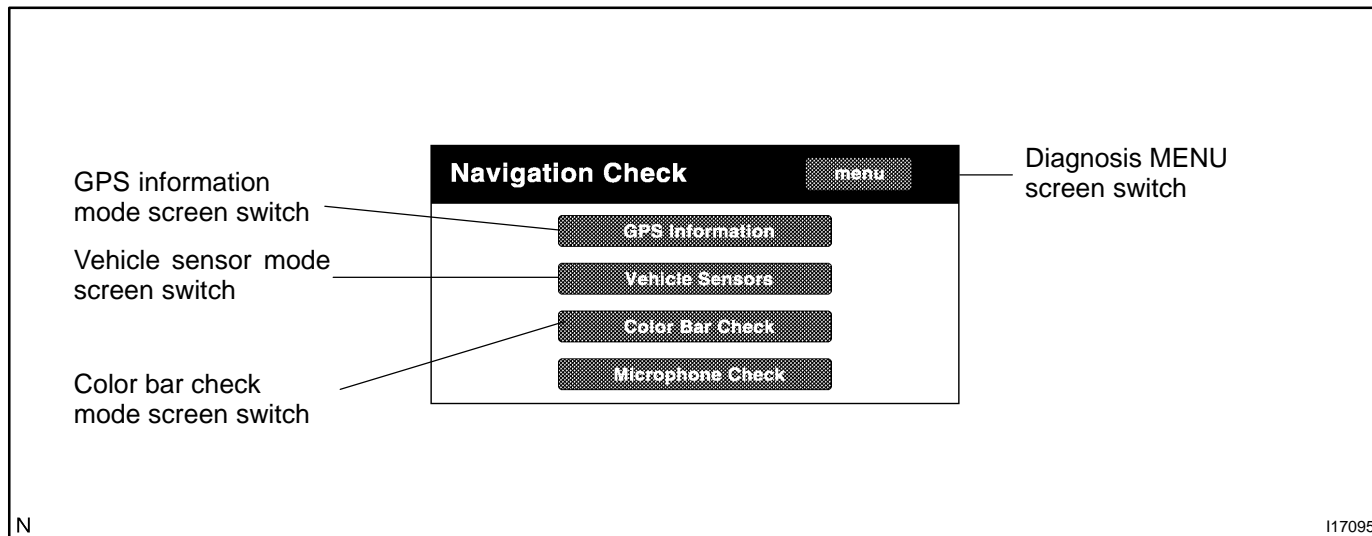 Navigation Check
menu
Diagnosis MENU
screen switch
GPS information
mode screen switch
GPS Information
Vehicle sensor mode
screen switch
Vehicle Sensors
Color Bar Check
Color bar check
mode screen switch
Microphone Check
N
I17095